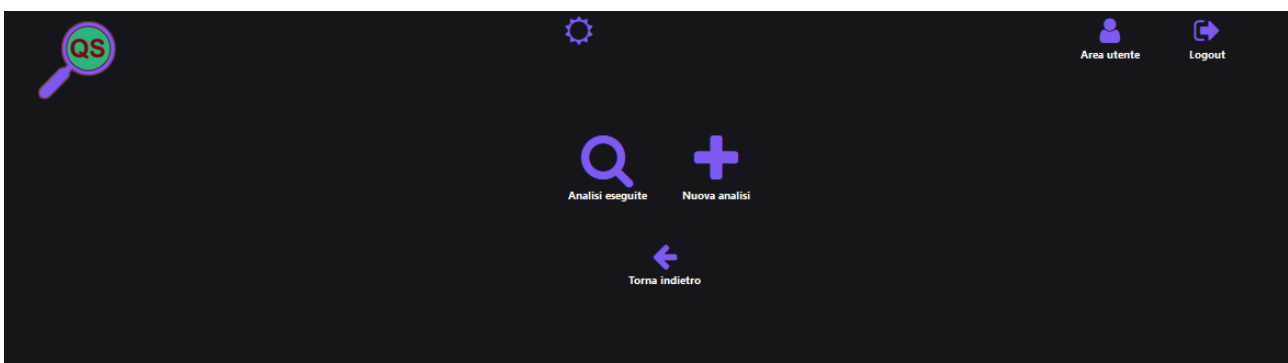 QS
Area utente
Logout
Analisi eseguite
Nuova analisi
Torna indietro